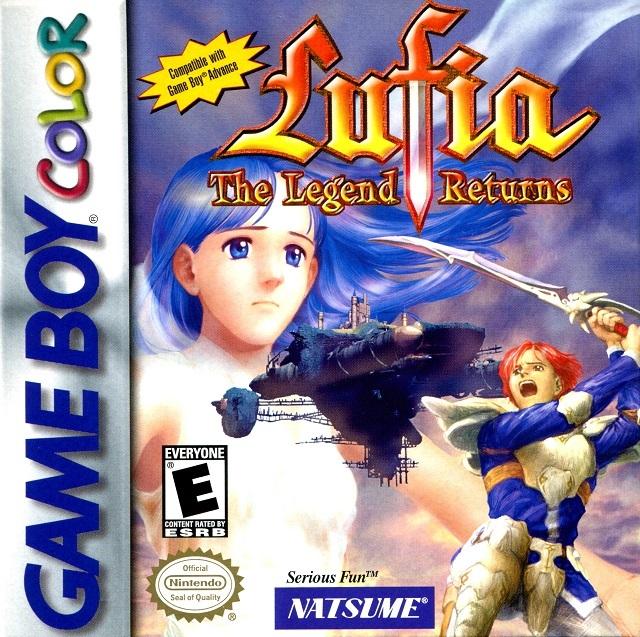 GAME BOY COLOR
®
Compatible with
Game Boy® Advance
Lufia
The Legend Returns
EVERYONE
E
®
CONTENT RATED BY
ESRB
Official
Nintendo
Seal of Quality
®
Serious Fun™
NATSUME®